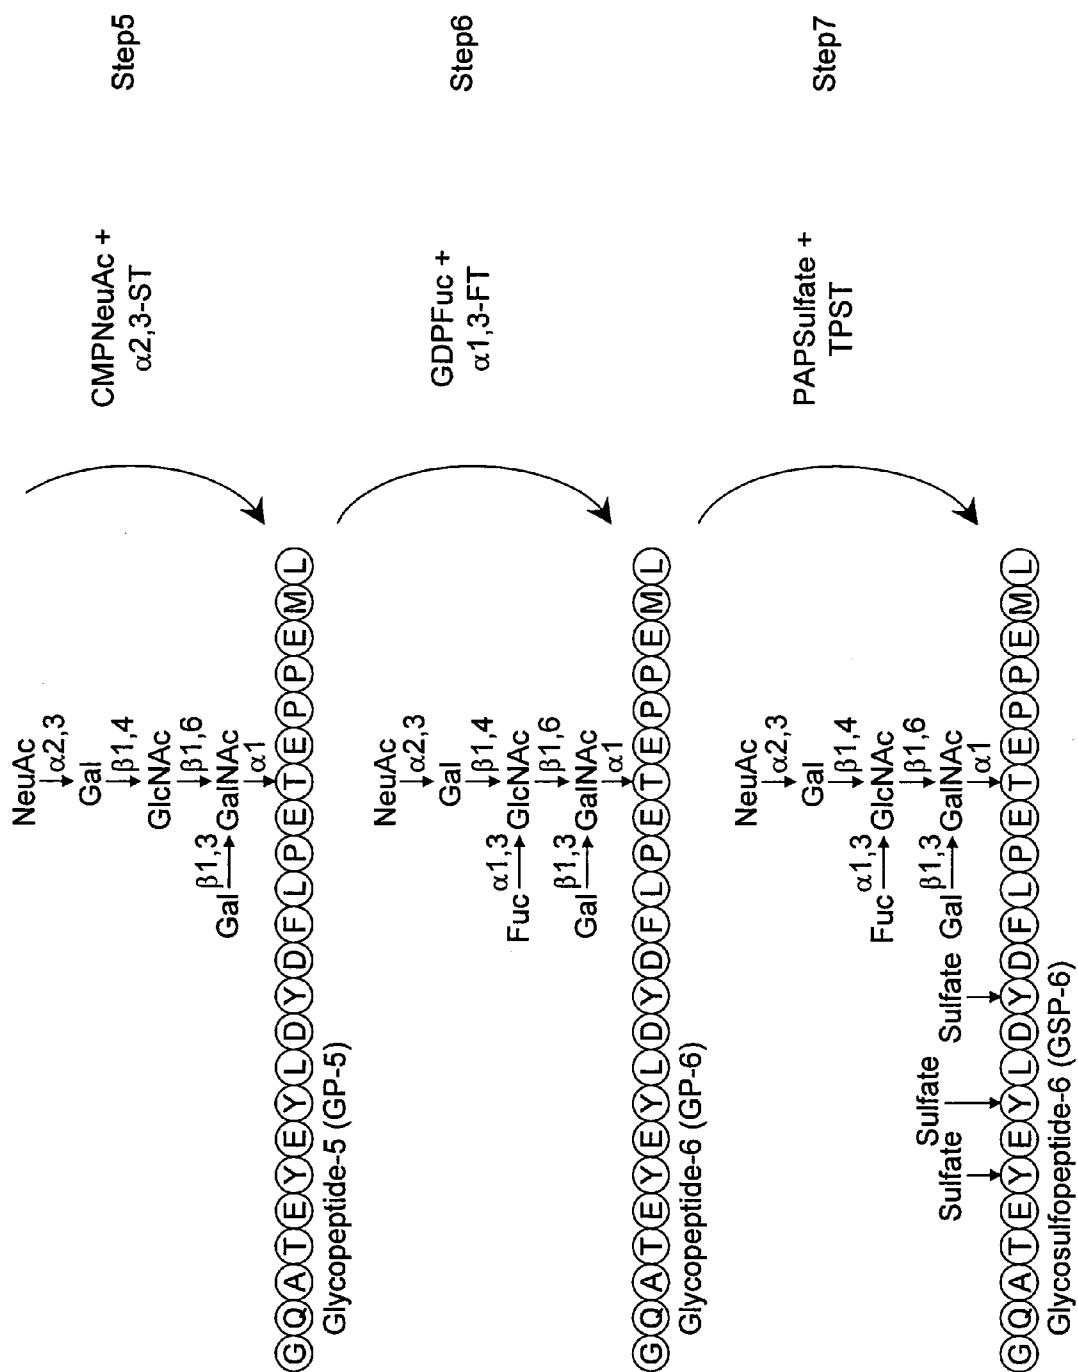 NeuAc
α2,3
Gal
β1,4
GlcNAc
β1,6
β1,3
Gal GalNAc
α1
CMPNeuAc +
α2,3-ST
Step5
G Q A T E Y E Y L D Y D F L P E T E P P E M L
Glycopeptide-5 (GP-5)
NeuAc
α2,3
Gal
β1,4
α1,3
Fuc GlcNAc
β1,6
β1,3
Gal GalNAc
α1
GDPFuc +
α1,3-FT
Step6
G Q A T E Y E Y L D Y D F L P E T E P P E M L
Glycopeptide-6 (GP-6)
NeuAc
α2,3
Gal
β1,4
α1,3
Fuc GlcNAc
β1,6
β1,3
Sulfate Sulfate Sulfate Gal GalNAc
α1
PAPSulfate +
TPST
Step7
G Q A T E Y E Y L D Y D F L P E T E P P E M L
Glycosulfopeptide-6 (GSP-6)